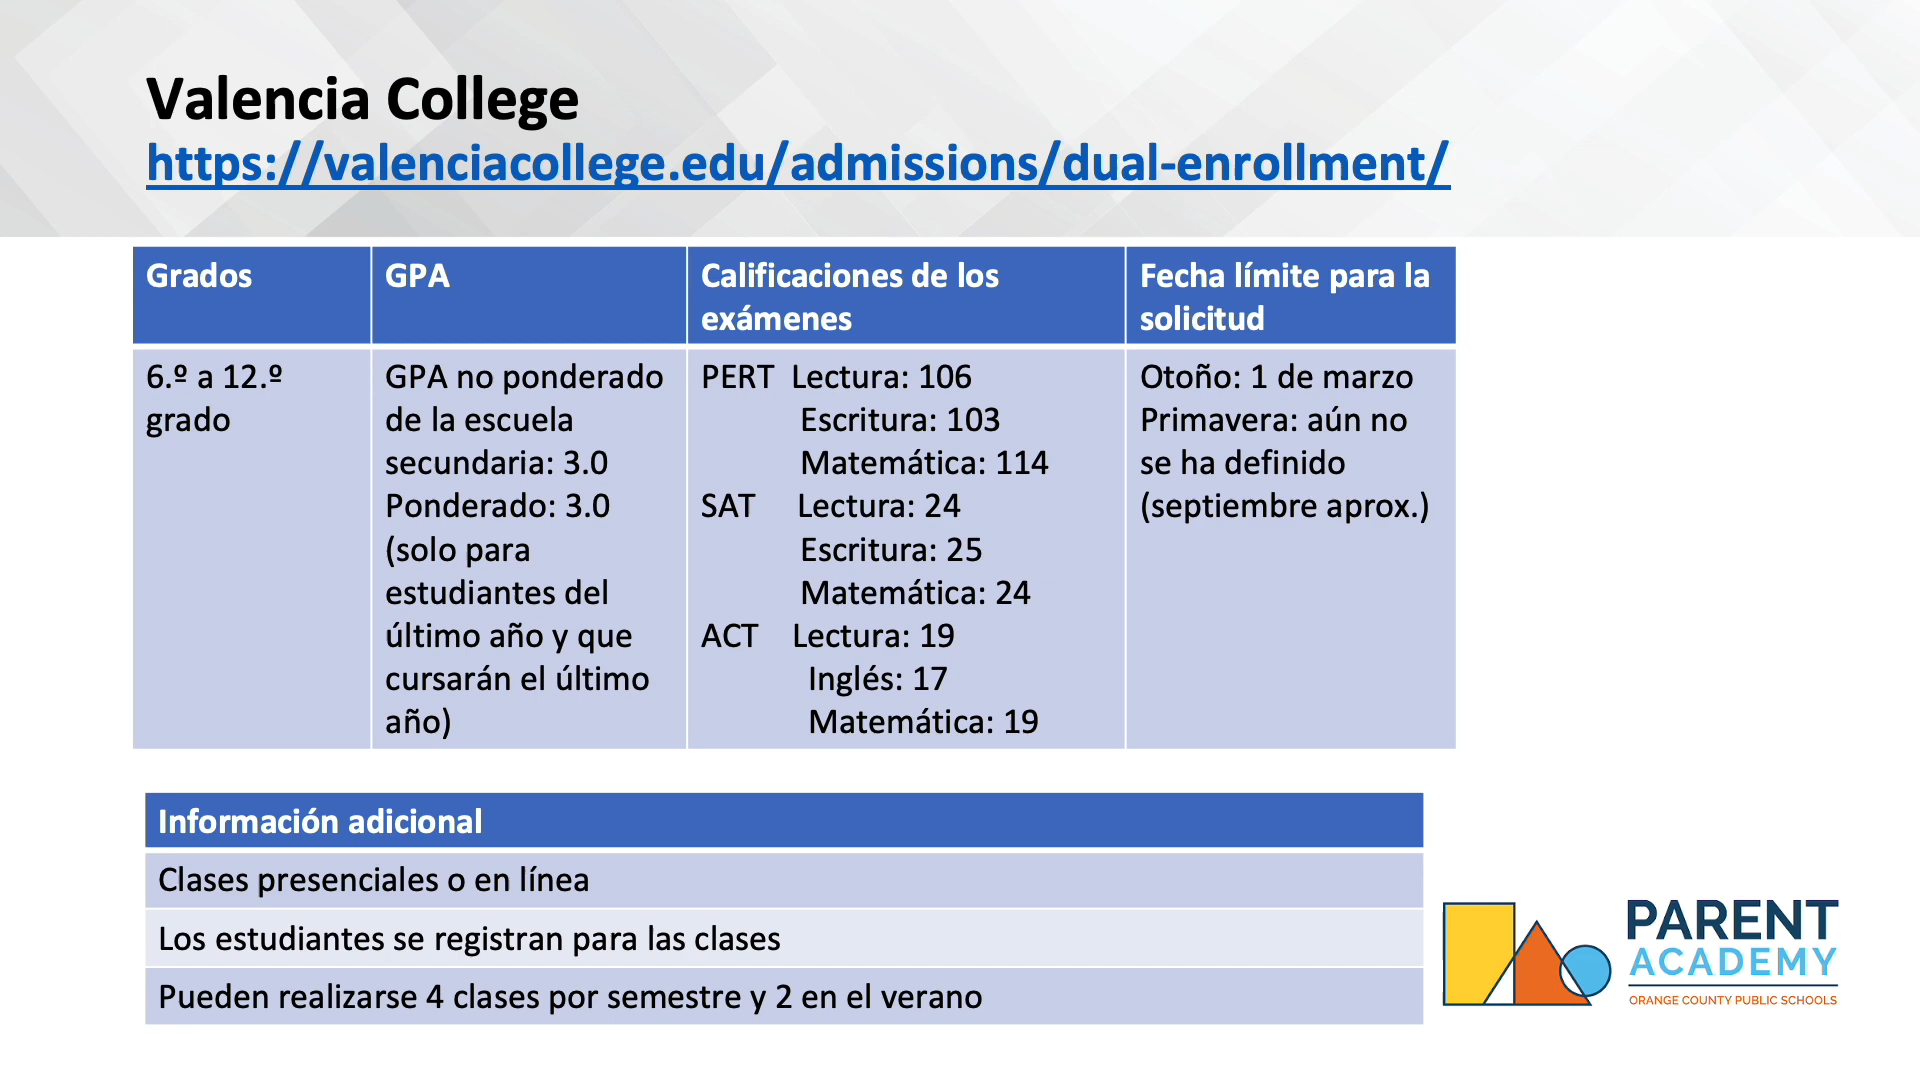 Valencia College
https://valenciacollege.edu/admissions/dual-enrollment/
Grados
GPA
Calificaciones de los
exámenes
Fecha límite para la
solicitud
6.º a 12.º
grado
GPA no ponderado
de la escuela
secundaria: 3.0
Ponderado: 3.0
(solo para
estudiantes del
último año y que
cursarán el último
año)
PERT Lectura: 106
Escritura: 103
Matemática: 114
SAT Lectura: 24
Escritura: 25
Matemática: 24
ACT Lectura: 19
Inglés: 17
Matemática: 19
Otoño: 1 de marzo
Primavera: aún no
se ha definido
(septiembre aprox.)
Información adicional
Clases presenciales o en línea
Los estudiantes se registran para las clases
Pueden realizarse 4 clases por semestre y 2 en el verano
PARENT
ACADEMY
ORANGE COUNTY PUBLIC SCHOOLS